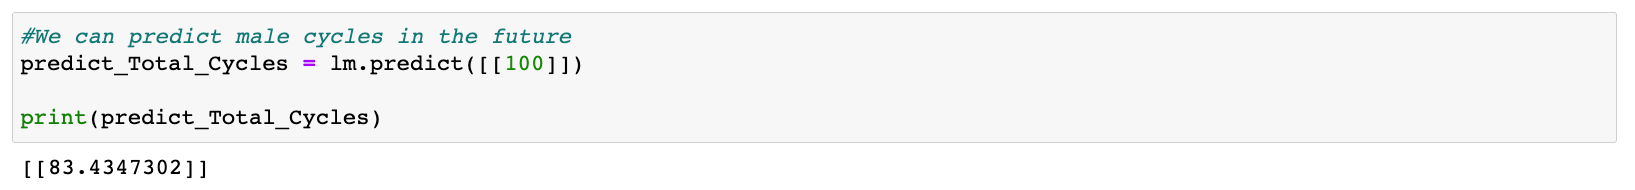 #We can predict male cycles in the future
predict_Total_Cycles = lm.predict([[100]])
print(predict_Total_Cycles)
[[83.4347302]]